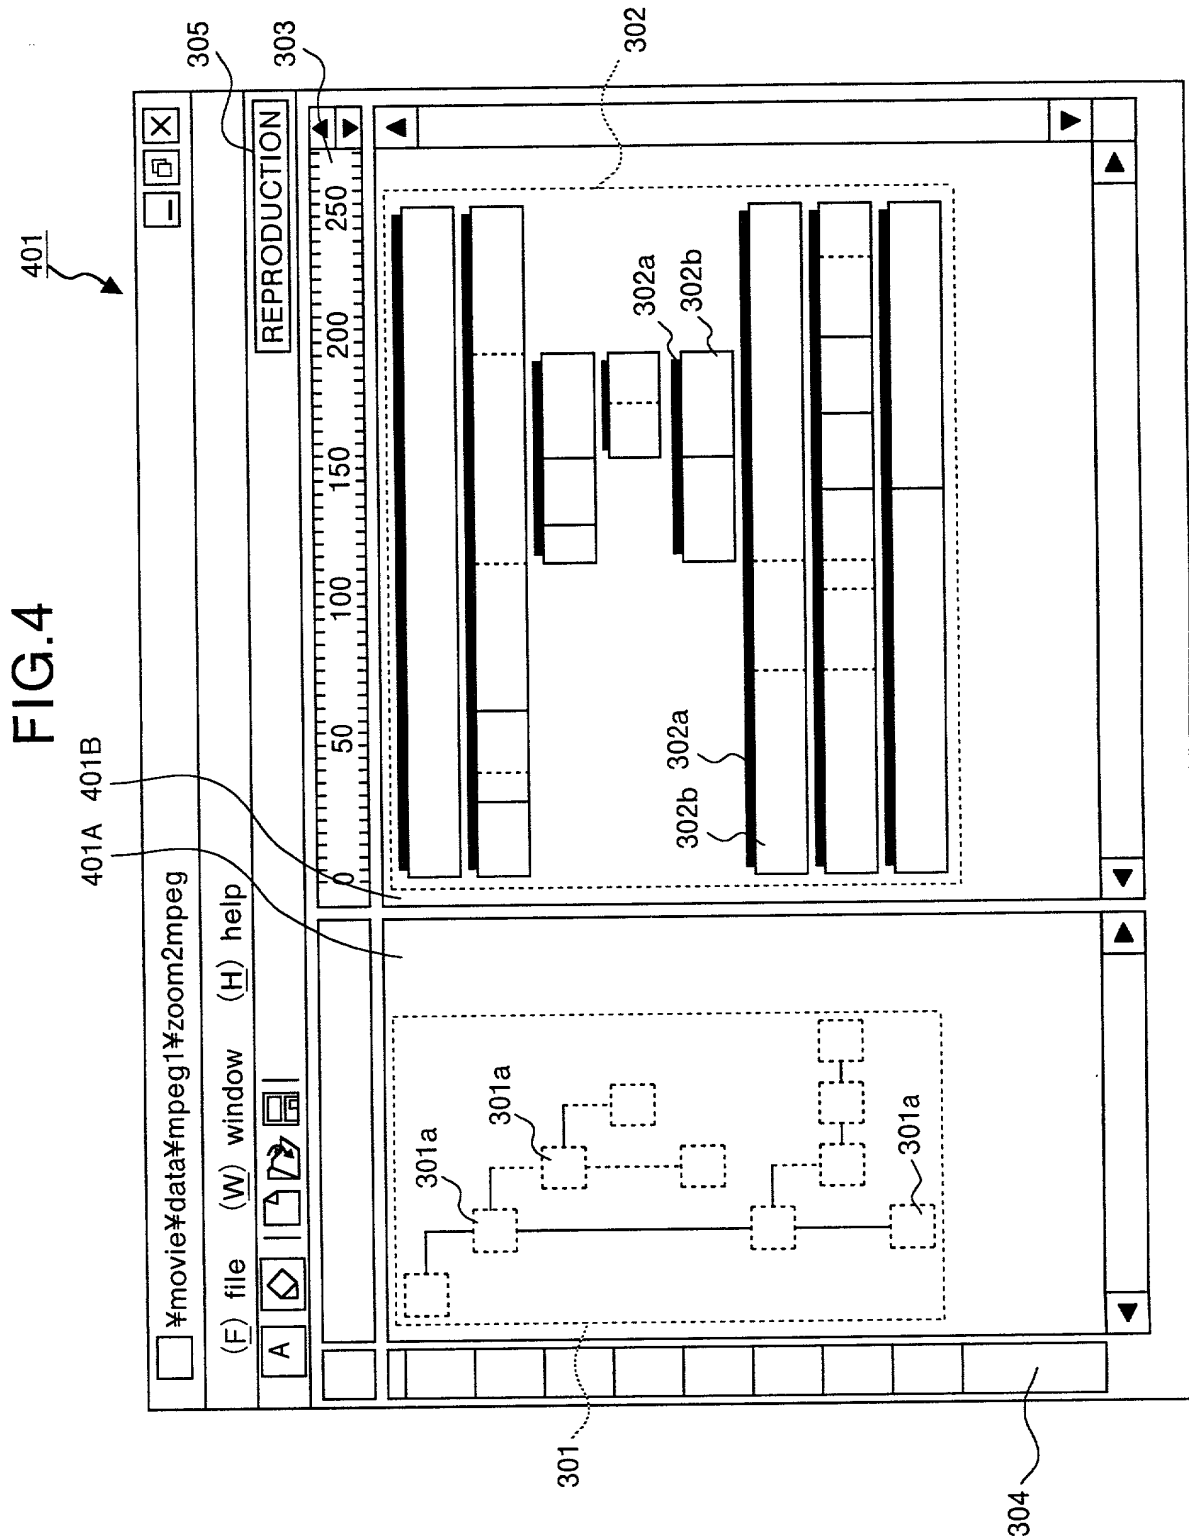 FIG.4
401
305
303
401A 401B
¥movie¥data¥mpeg1¥zoom2mpeg
(F) file (W) window (H) help
A
REPRODUCTION
0 50 100 150 200 250
302
301a
301a
302a
302b
302a
302b
301a
301
304